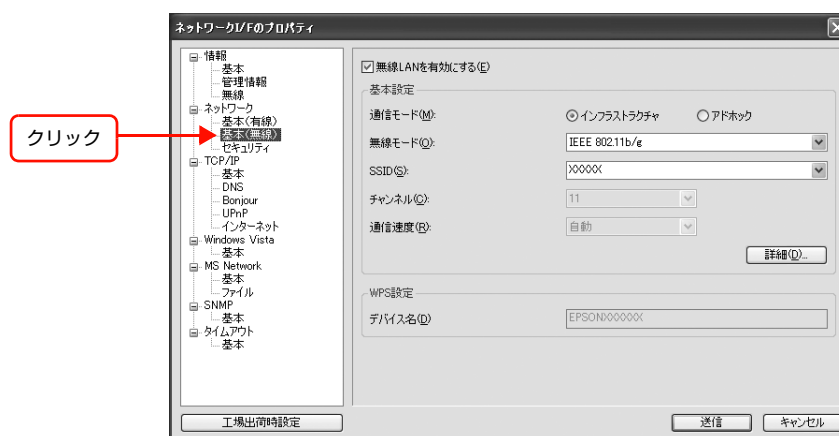 ネットワークI/Fのプロパティ
クリック
情報
基本
管理情報
無線
ネットワーク
基本(有線)
基本(無線)
セキュリティ
TCP/IP
基本
DNS
Bonjour
UPnP
インターネット
Windows Vista
基本
MS Network
基本
ファイル
SNMP
基本
タイムアウト
基本
無線LANを有効にする(E)
基本設定
通信モード(M): インフラストラクチャ アドホック
無線モード(O): IEEE 802.11b/g
SSID(S): XXXXXX
チャンネル(C): 11
通信速度(R): 自動
詳細(D)...
WPS設定
デバイス名(D) EPSONXXXXXX
工場出荷時設定 送信 キャンセル